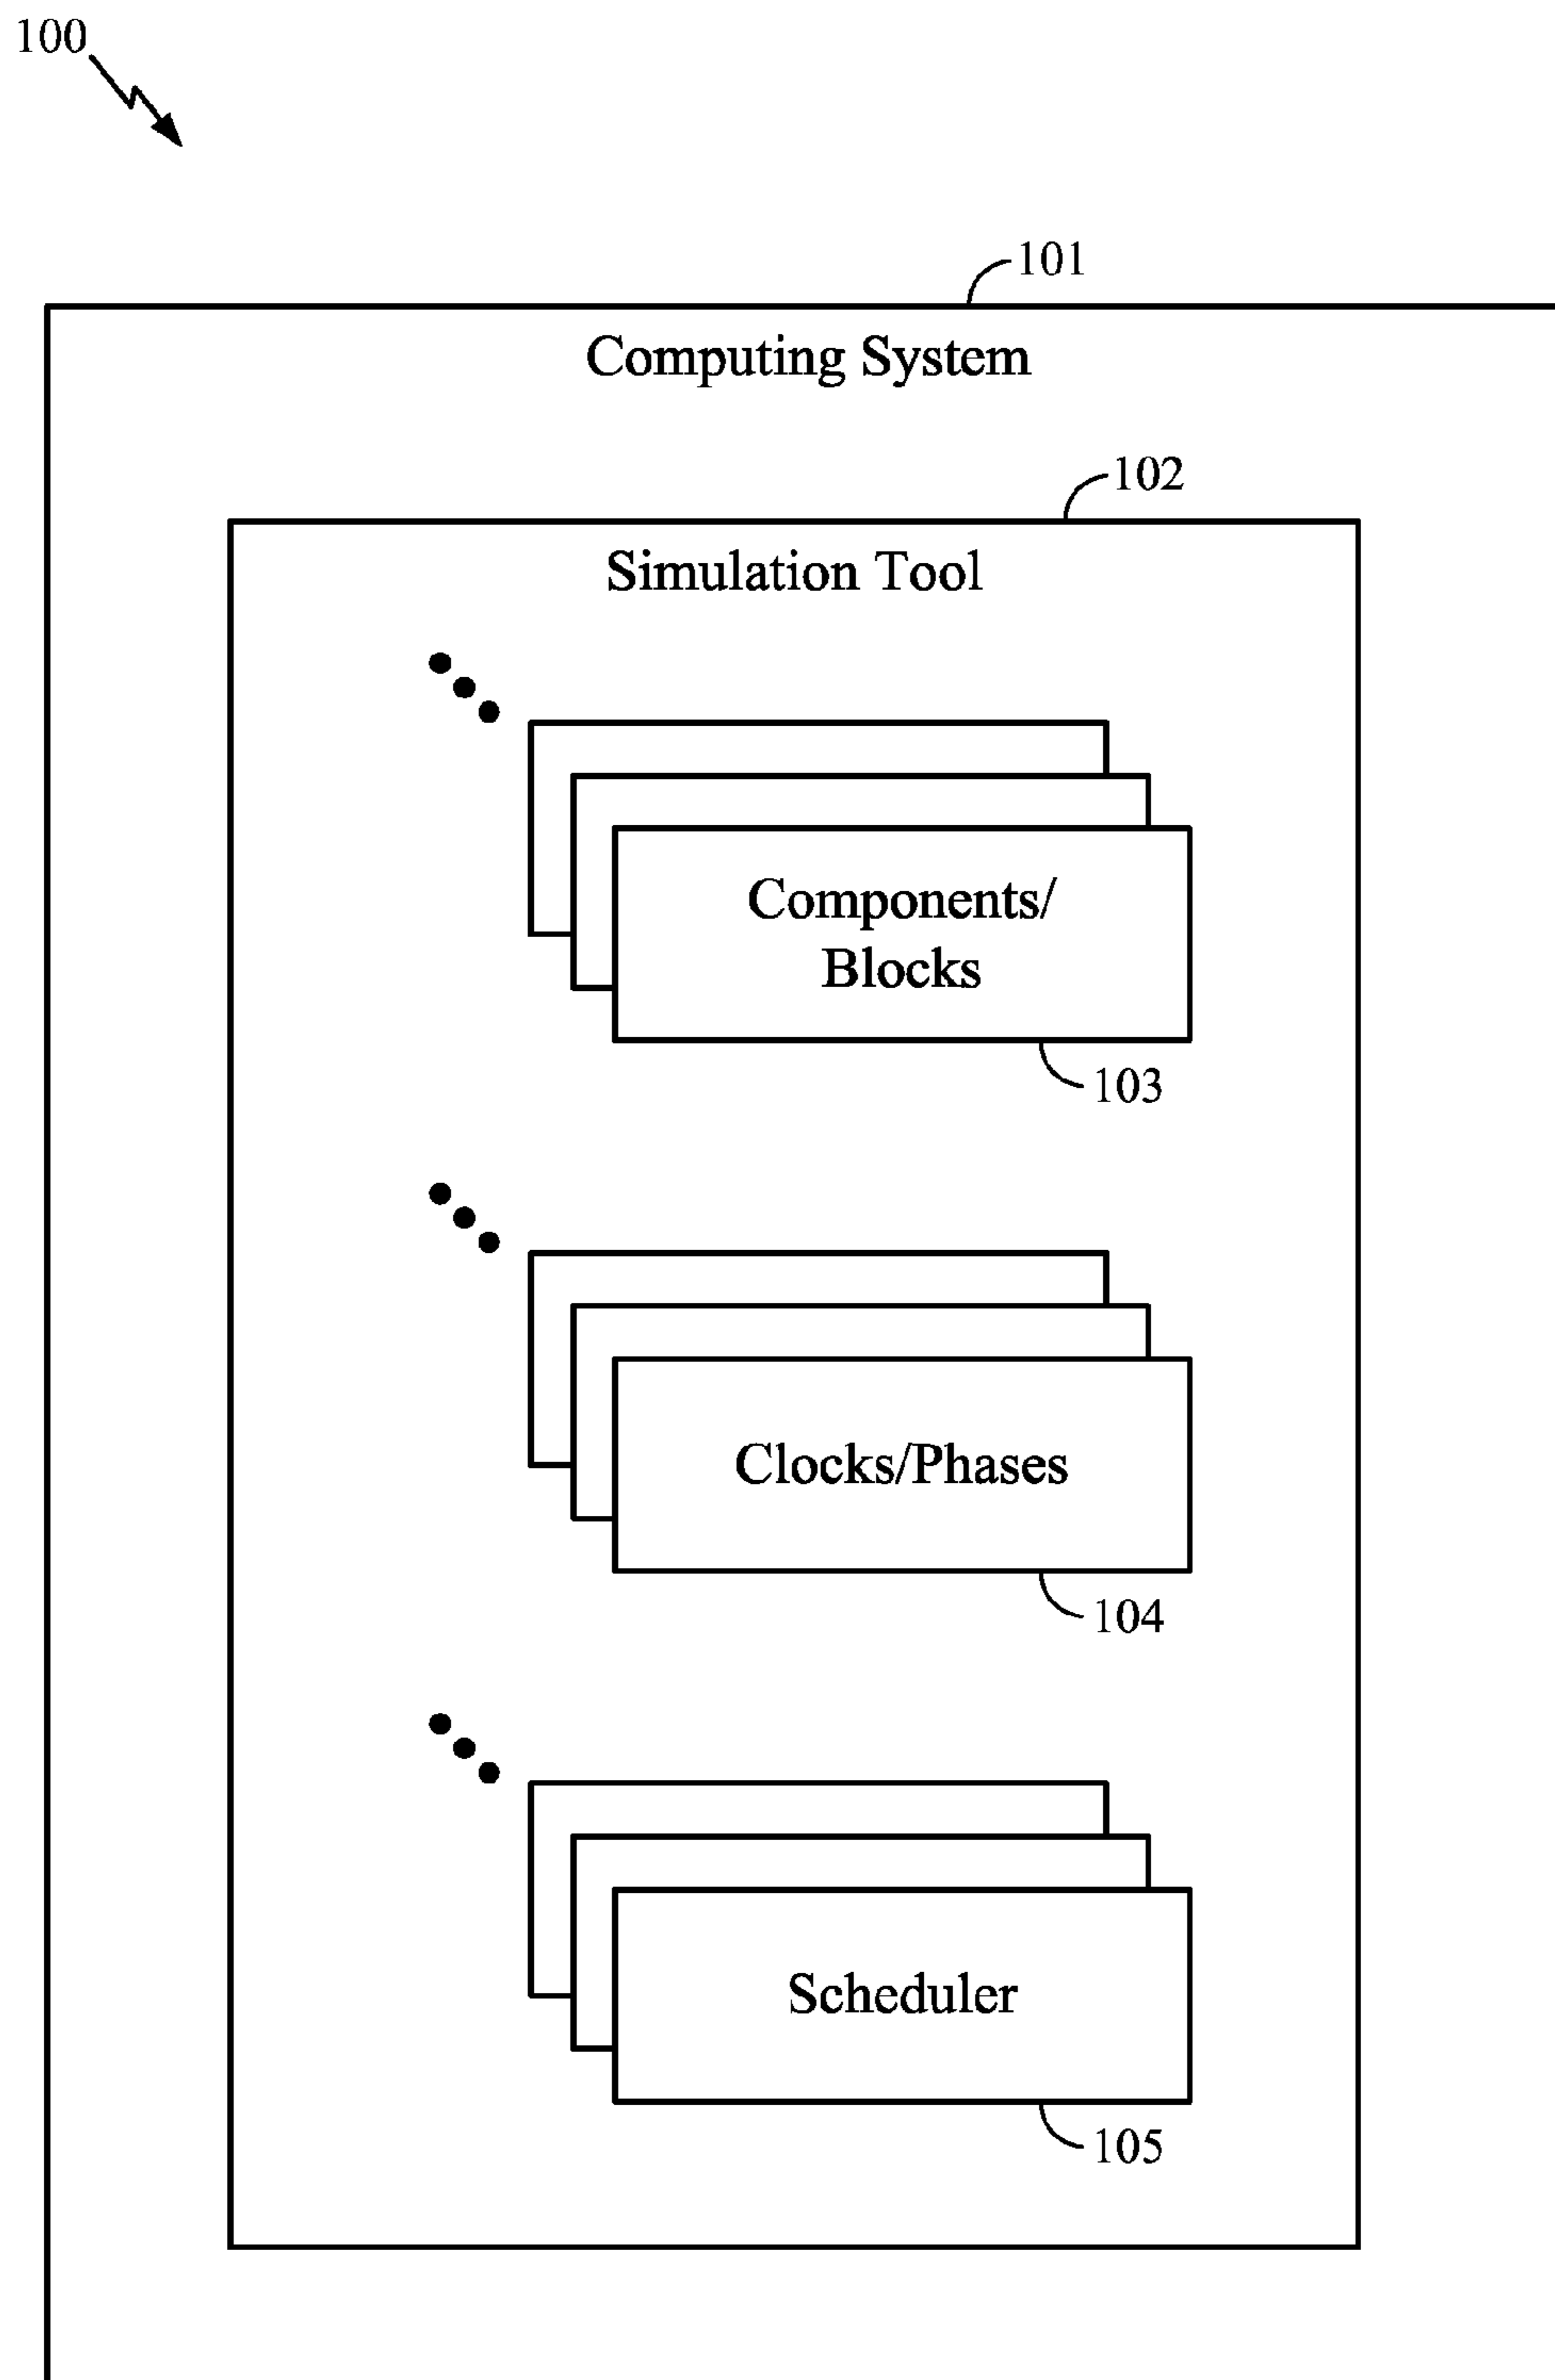 100
101
Computing System
102
Simulation Tool
Components/
Blocks
103
Clocks/Phases
104
Scheduler
105